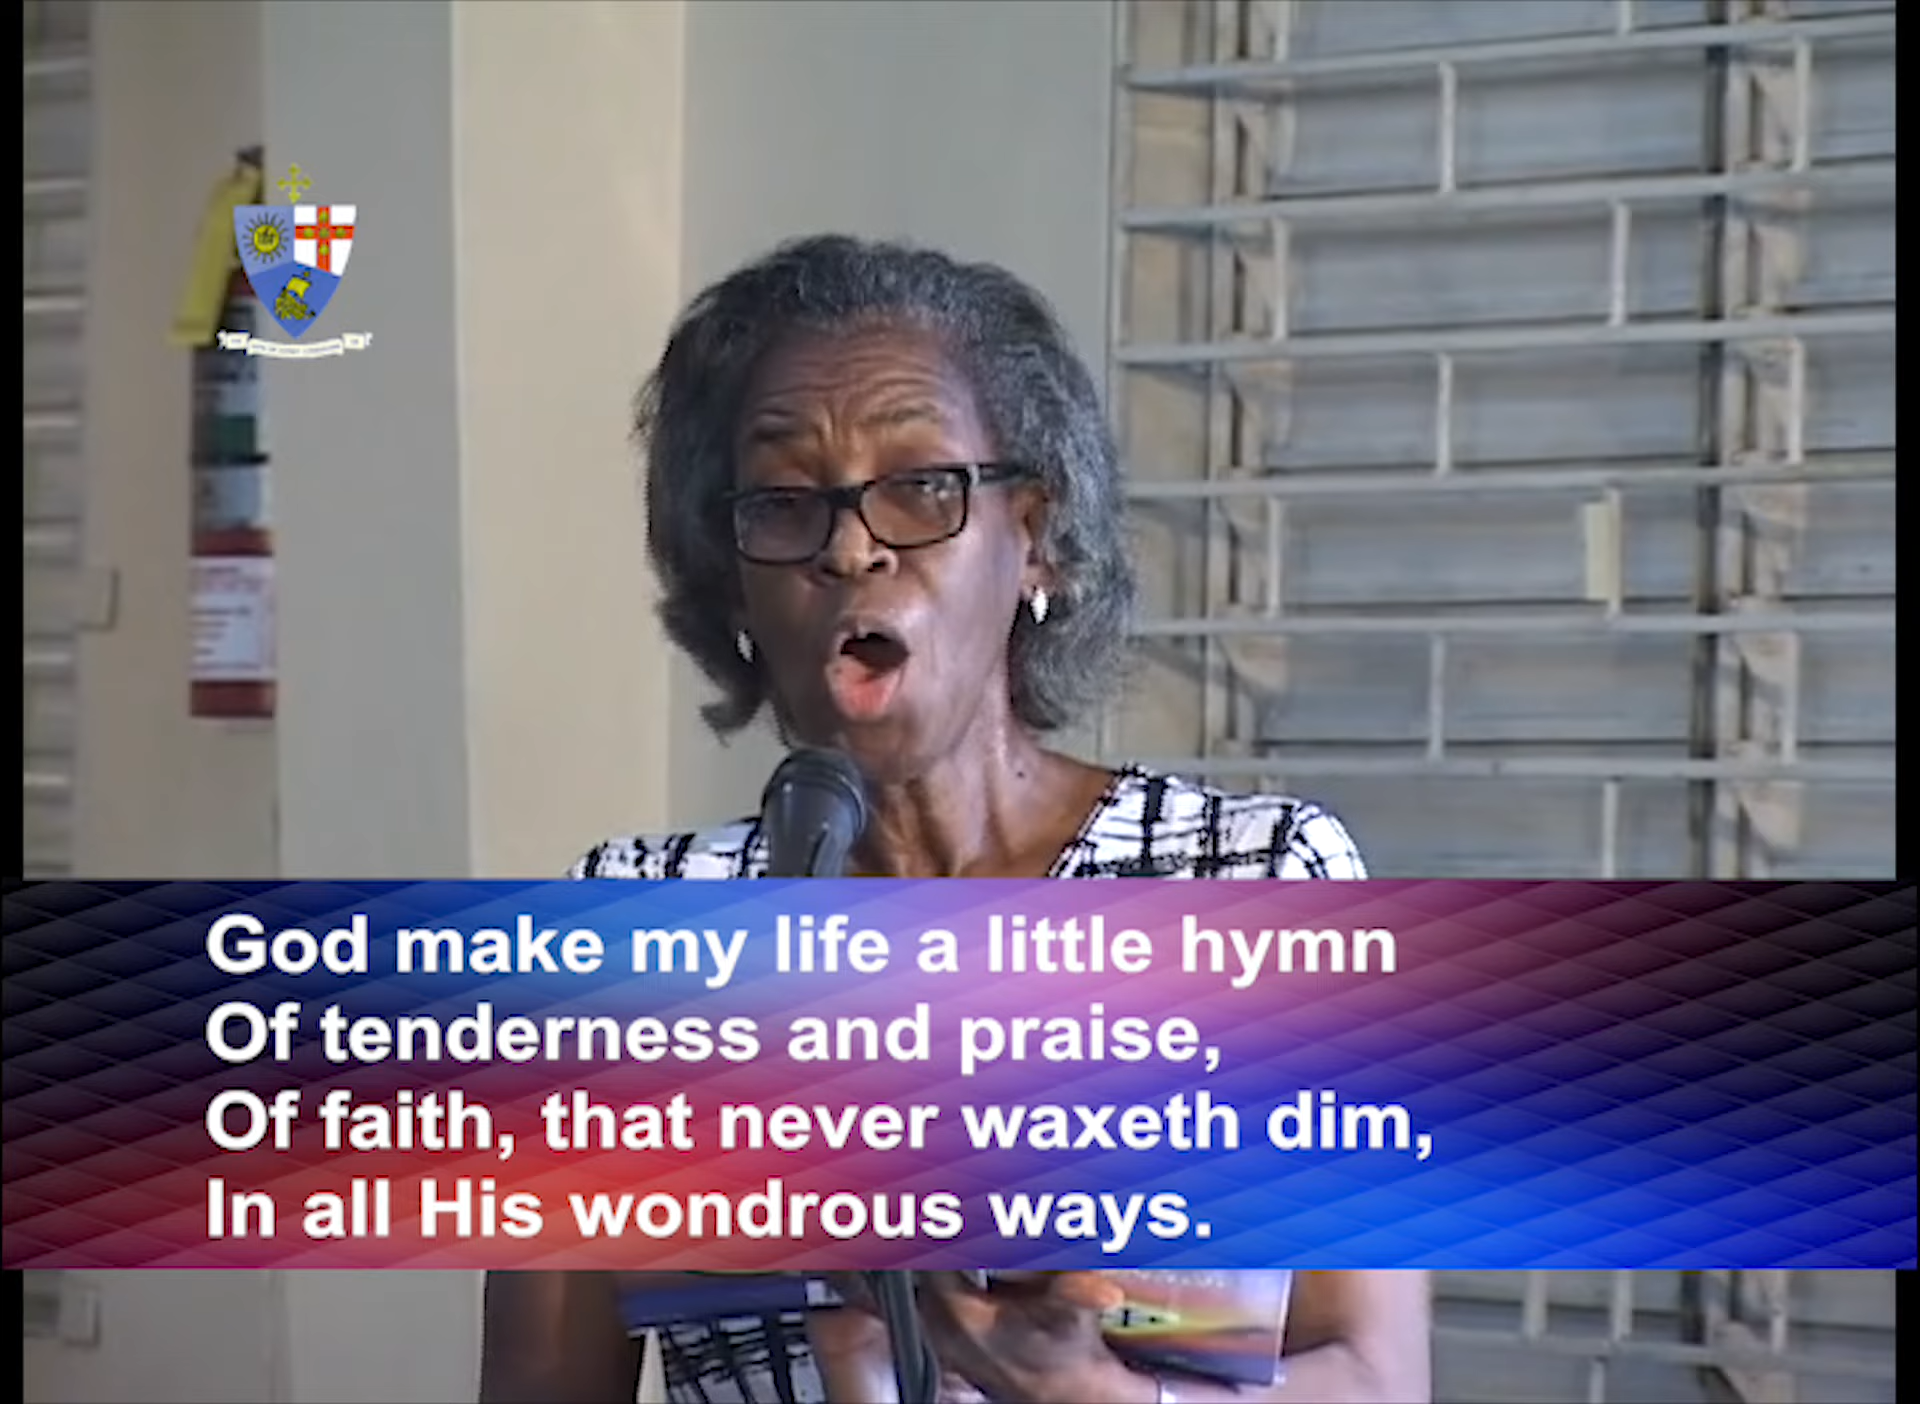 God make my life a little hymn
Of tenderness and praise,
Of faith, that never waxeth dim,
In all His wondrous ways.